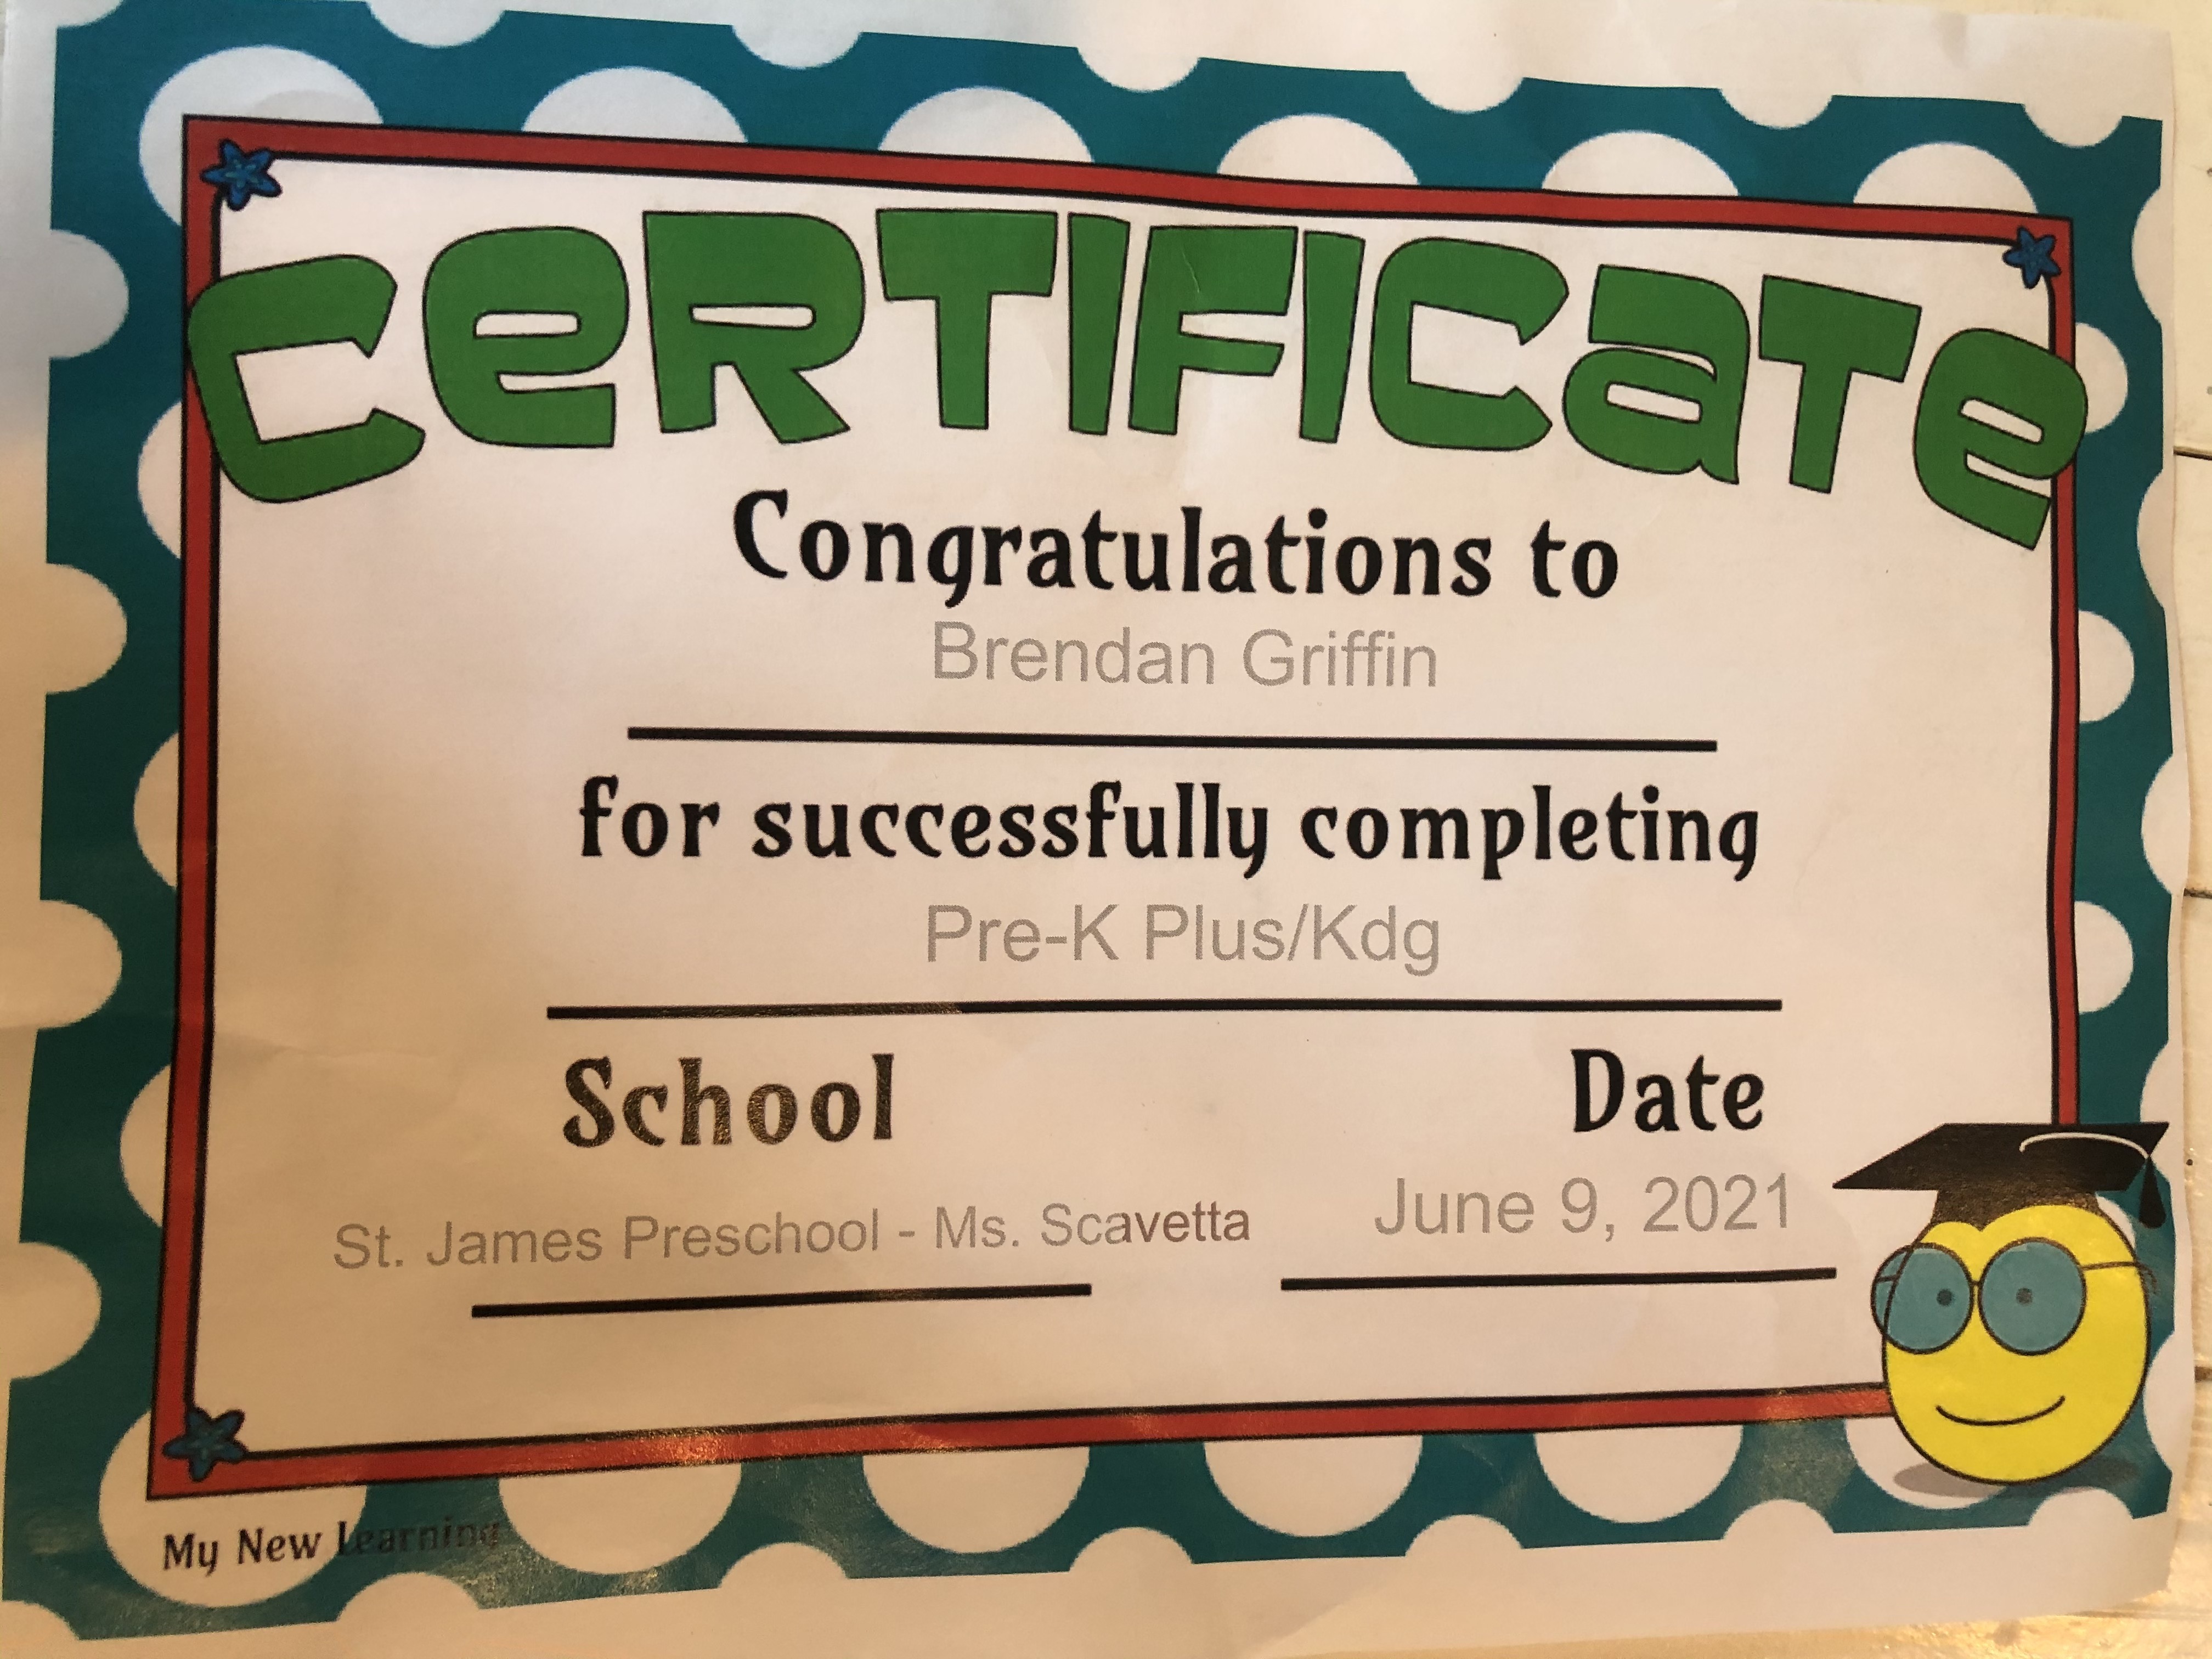 CeRTIFICaTe
Congratulations to
Brendan Griffin
for successfully completing
Pre-K Plus/Kdg
School
Date
St. James Preschool - Ms. Scavetta
June 9, 2021
My New Learning